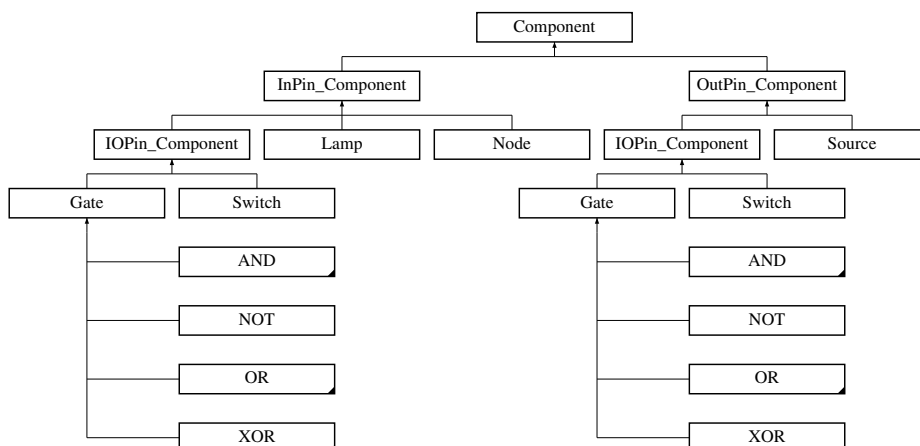 Component
InPin_Component OutPin_Component
IOPin_Component Lamp Node IOPin_Component Source
Gate Switch Gate Switch
AND AND
NOT NOT
OR OR
XOR XOR